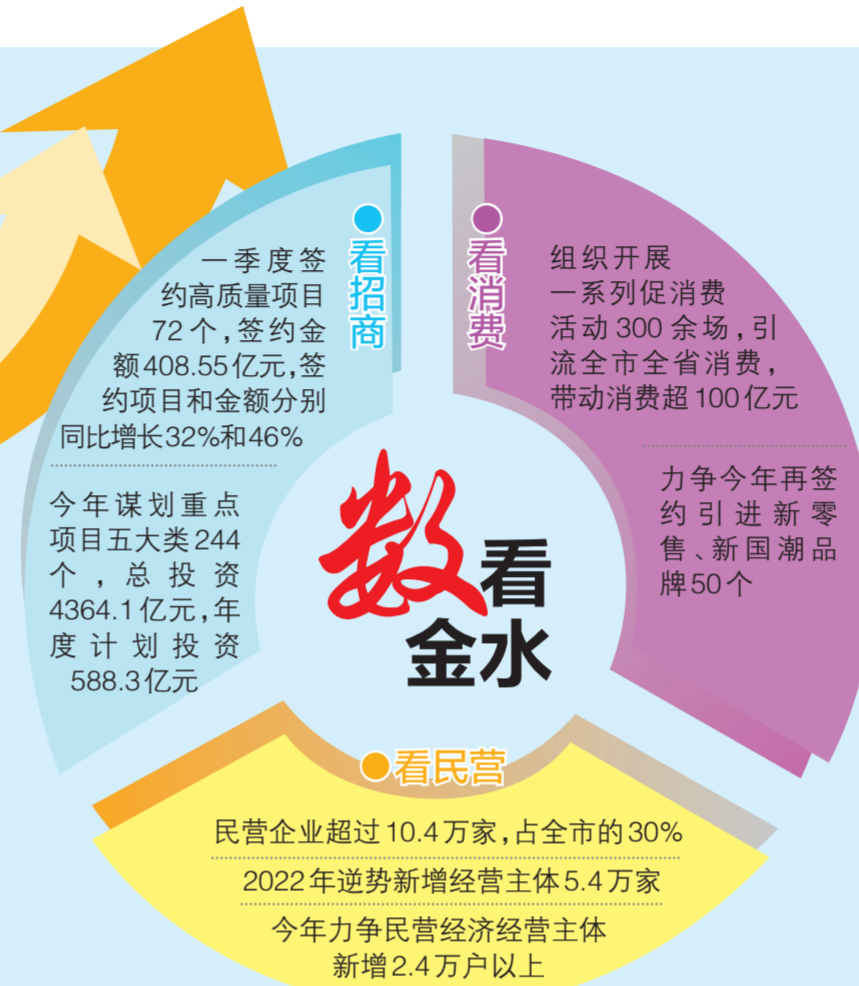 看招商
一季度签
约高质量项目
72个，签约金
额408.55亿元，签
约项目和金额分别
同比增长32%和46%
今年谋划重点
项目五大类244
个，总投资
4364.1亿元，年
度计划投资
588.3亿元
看消费
组织开展
一系列促消费
活动300余场，引
流全市全省消费，
带动消费超100亿元
力争今年再签
约引进新零
售、新国潮品
牌50个
数看
金水
看民营
民营企业超过10.4万家，占全市的30%
2022年逆势新增经营主体5.4万家
今年力争民营经济经营主体
新增2.4万户以上